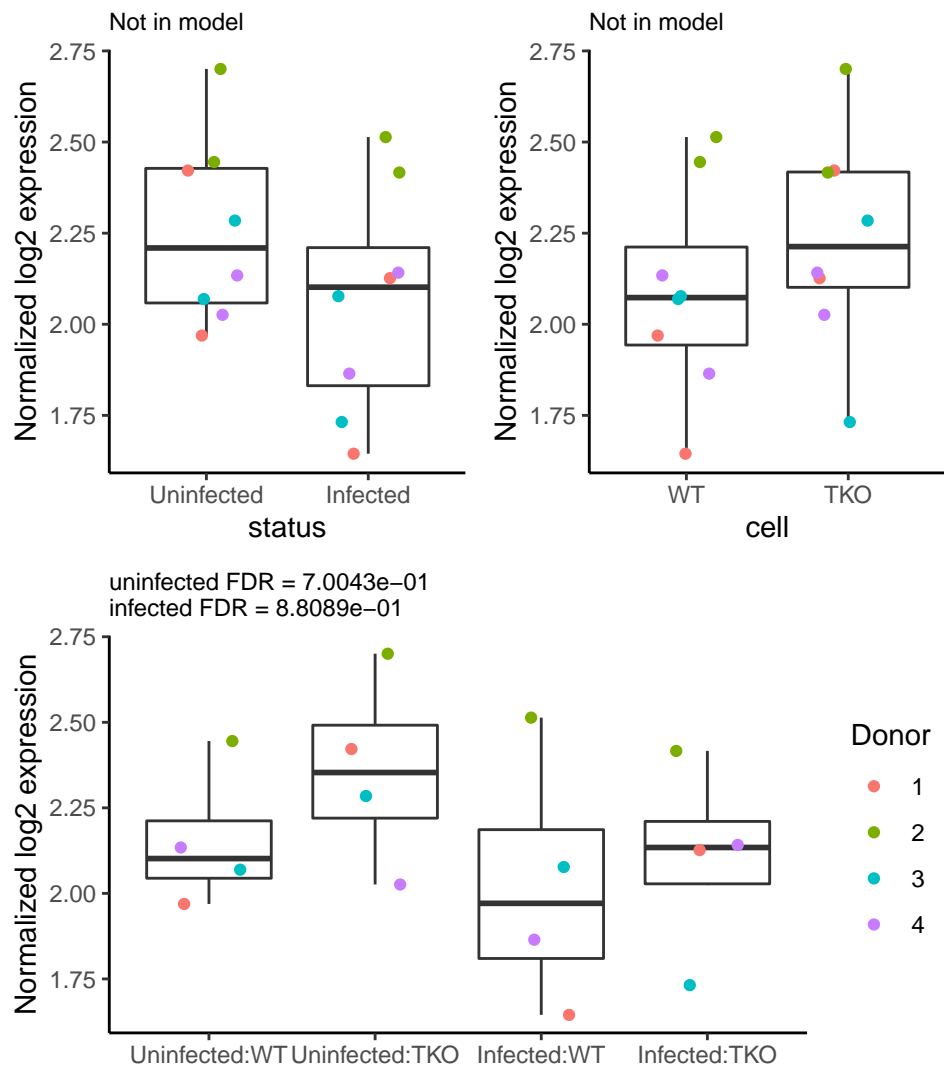 Not in model
Normalized log2 expression
2.75
2.50
2.25
2.00
1.75
Uninfected Infected
status
Not in model
Normalized log2 expression
2.75
2.50
2.25
2.00
1.75
WT TKO
cell
uninfected FDR = 7.0043e−01
infected FDR = 8.8089e−01
Normalized log2 expression
2.75
2.50
2.25
2.00
1.75
Uninfected:WT Uninfected:TKO Infected:WT Infected:TKO
Donor
1
2
3
4